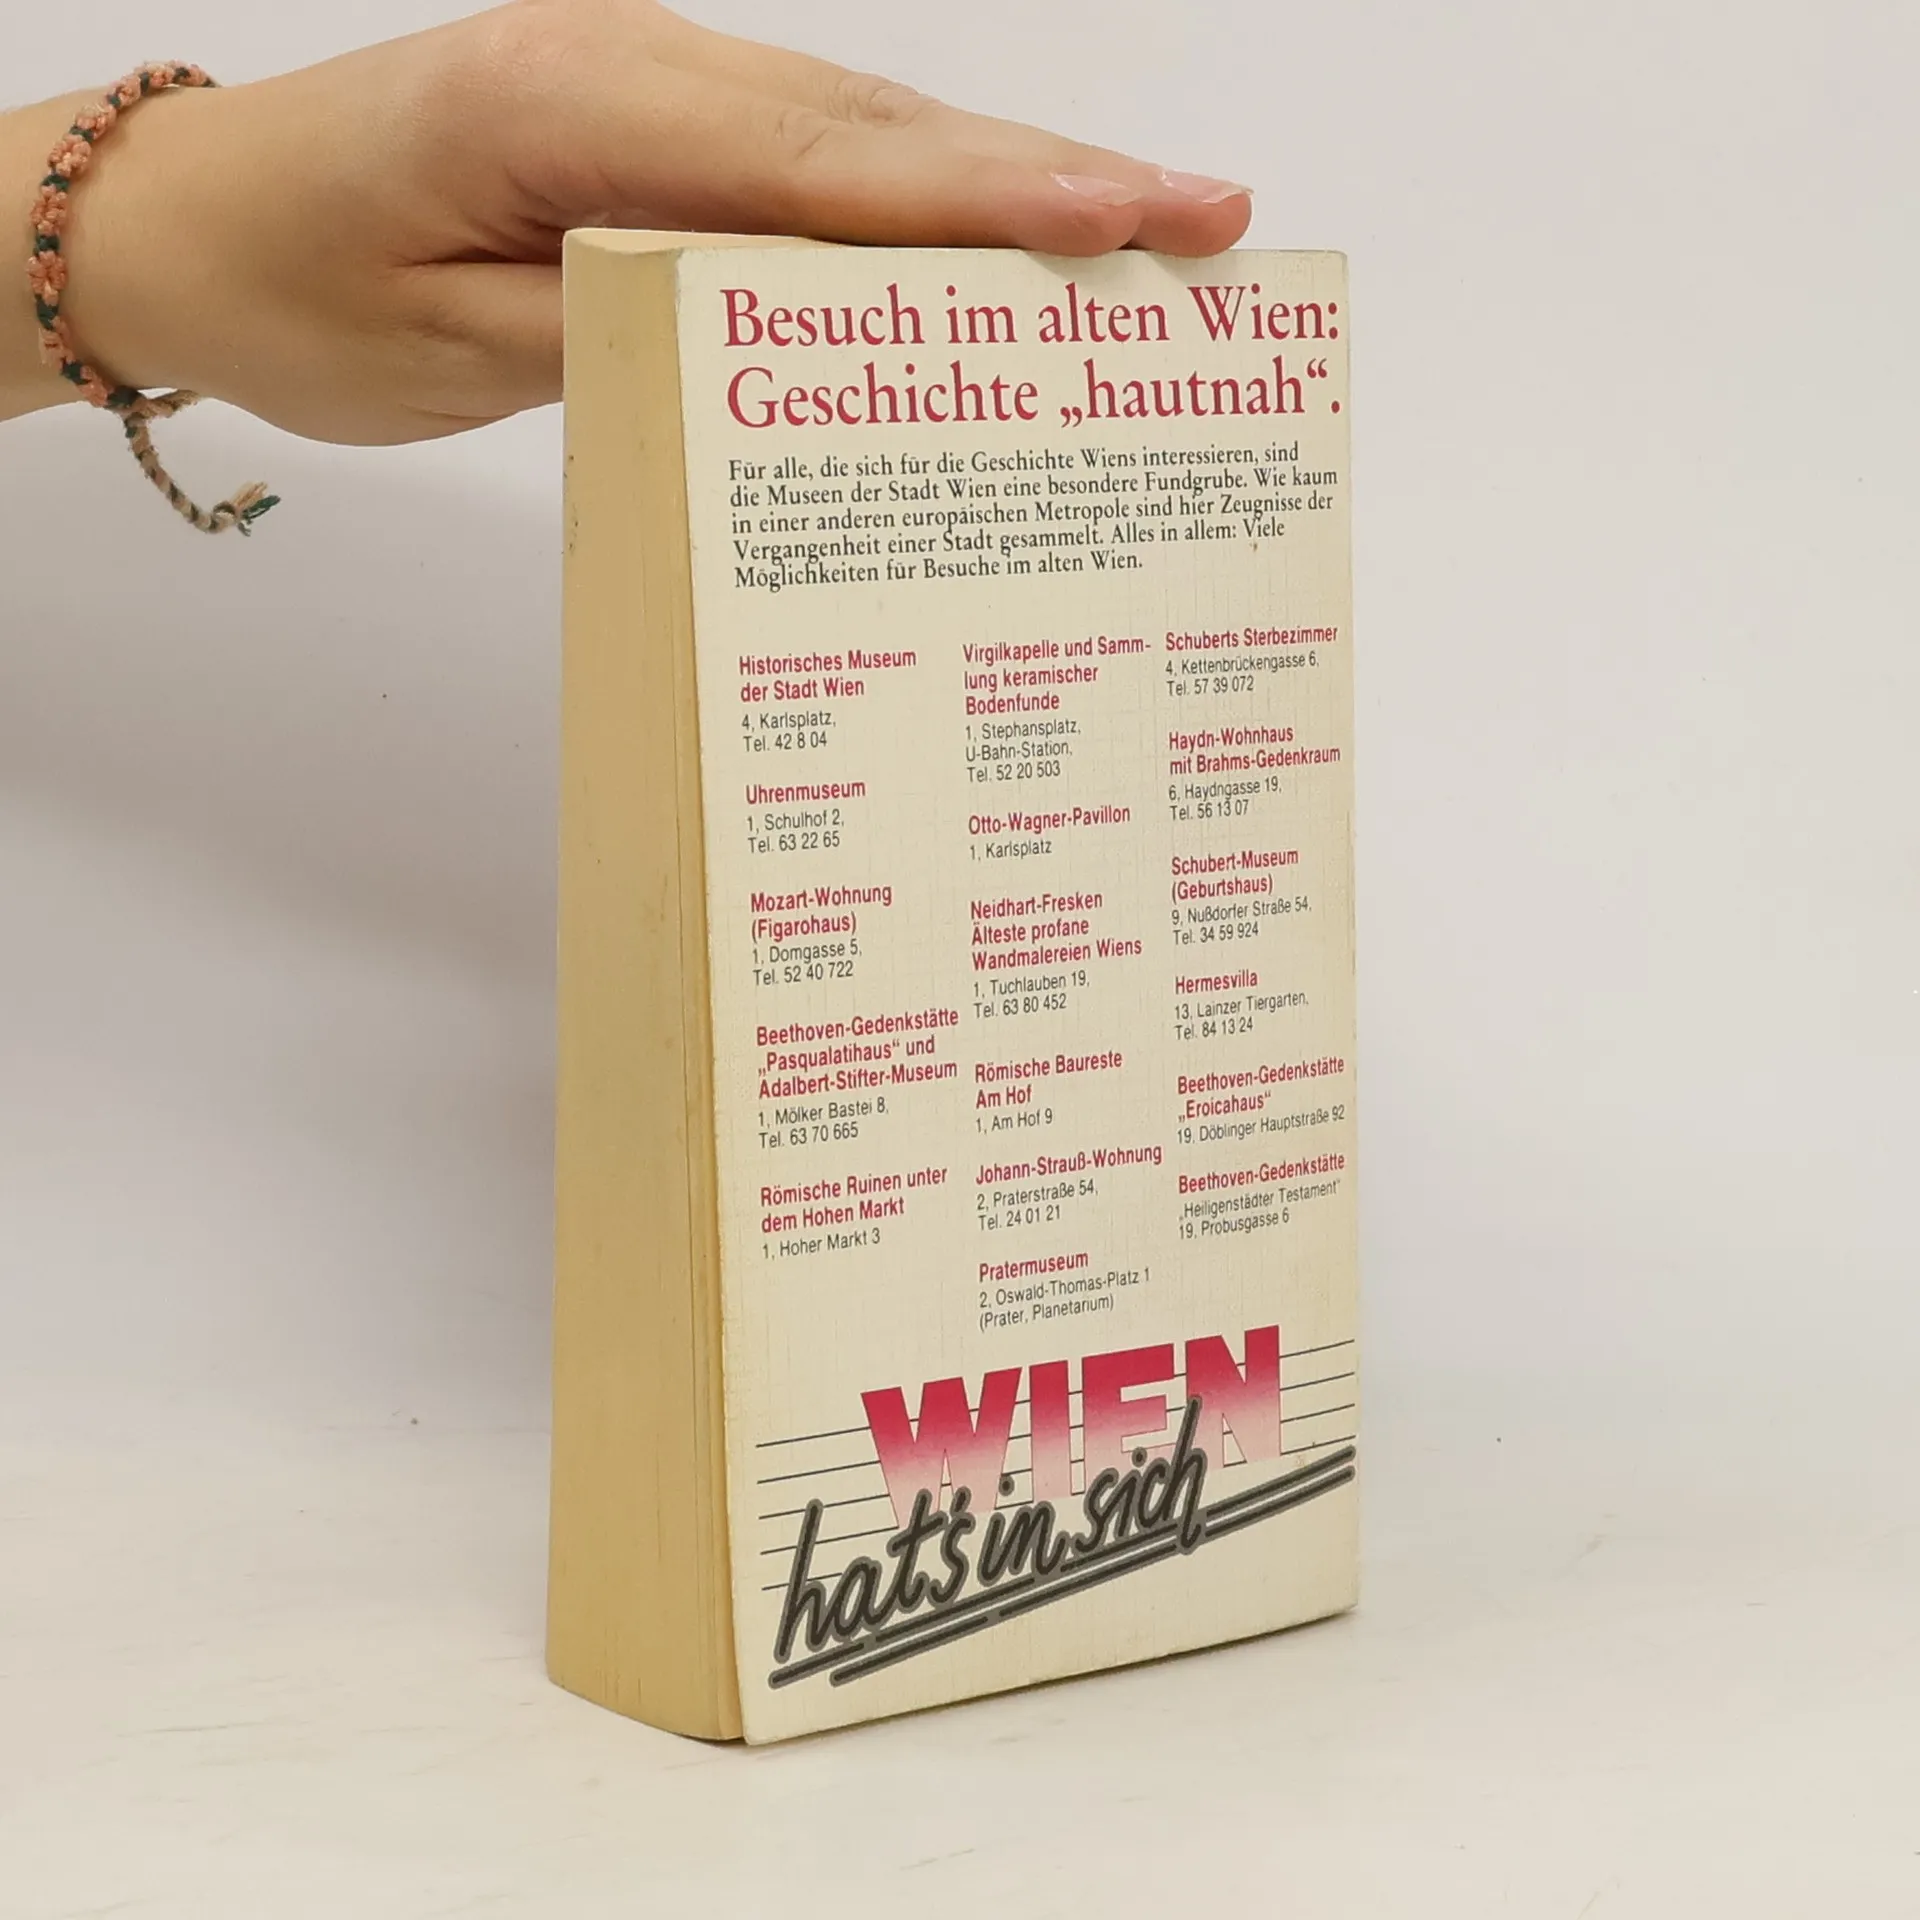 Besuch im alten Wien:
Geschichte „hautnah“.
Für alle, die sich für die Geschichte Wiens interessieren, sind
die Museen der Stadt Wien eine besondere Fundgrube. Wie kaum
in einer anderen europäischen Metropole sind hier Zeugnisse der
Vergangenheit einer Stadt gesammelt. Alles in allem: Viele
Möglichkeiten für Besuche im alten Wien.
Historisches Museum
der Stadt Wien
4, Karlsplatz,
Tel. 42 8 04
Uhrenmuseum
1, Schulhof 2,
Tel. 63 22 65
Mozart-Wohnung
(Figarohaus)
1, Domgasse 5,
Tel. 52 40 722
Beethoven-Gedenkstätte
„Pasqualatihaus“ und
Adalbert-Stifter-Museum
1, Mölker Bastei 8,
Tel. 63 70 665
Römische Ruinen unter
dem Hohen Markt
1, Hoher Markt 3
Virgilkapelle und Samm-
lung keramischer
Bodenfunde
1, Stephansplatz,
U-Bahn-Station,
Tel. 52 20 503
Otto-Wagner-Pavillon
1, Karlsplatz
Neidhart-Fresken
Älteste profane
Wandmalereien Wiens
1, Tuchlauben 19,
Tel. 63 80 452
Römische Baureste
Am Hof
1, Am Hof 9
Johann-Strauß-Wohnung
2, Praterstraße 54,
Tel. 24 01 21
Pratermuseum
2, Oswald-Thomas-Platz 1
(Prater, Planetarium)
Schuberts Sterbezimmer
4, Kettenbrückengasse 6,
Tel. 57 39 072
Haydn-Wohnhaus
mit Brahms-Gedenkraum
6, Haydngasse 19,
Tel. 56 13 07
Schubert-Museum
(Geburtshaus)
9, Nußdorfer Straße 54,
Tel. 34 59 924
Hermesvilla
13, Lainzer Tiergarten,
Tel. 84 13 24
Beethoven-Gedenkstätte
„Eroicahaus“
19, Döblinger Hauptstraße 92
Beethoven-Gedenkstätte
„Heiligenstädter Testament“
19, Probusgasse 6
WIEN
hat's in sich